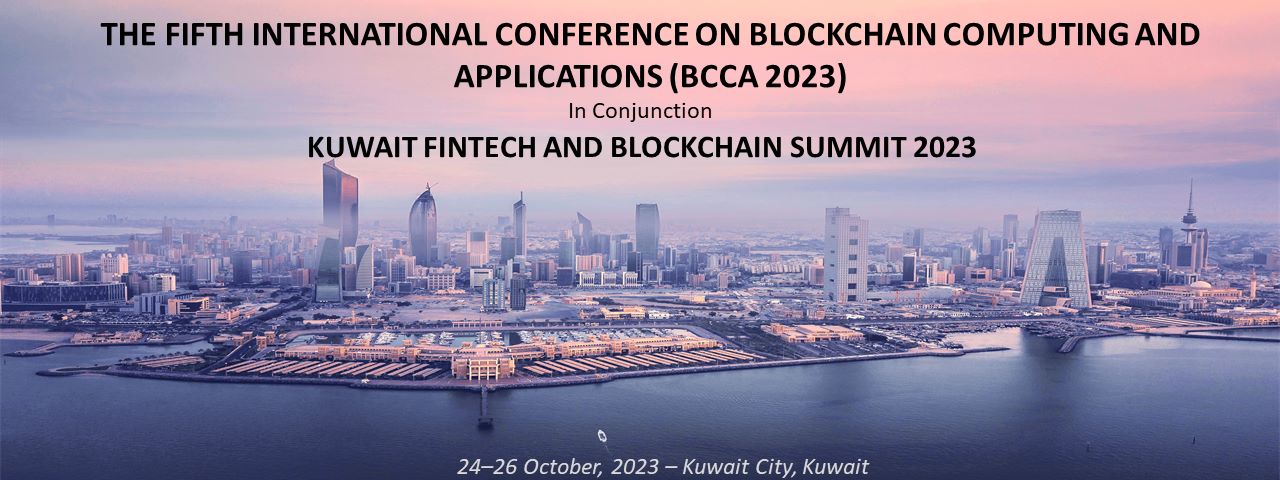 THE FIFTH INTERNATIONAL CONFERENCE ON BLOCKCHAIN COMPUTING AND
APPLICATIONS (BCCA 2023)
In Conjunction
KUWAIT FINTECH AND BLOCKCHAIN SUMMIT 2023
24–26 October, 2023 – Kuwait City, Kuwait